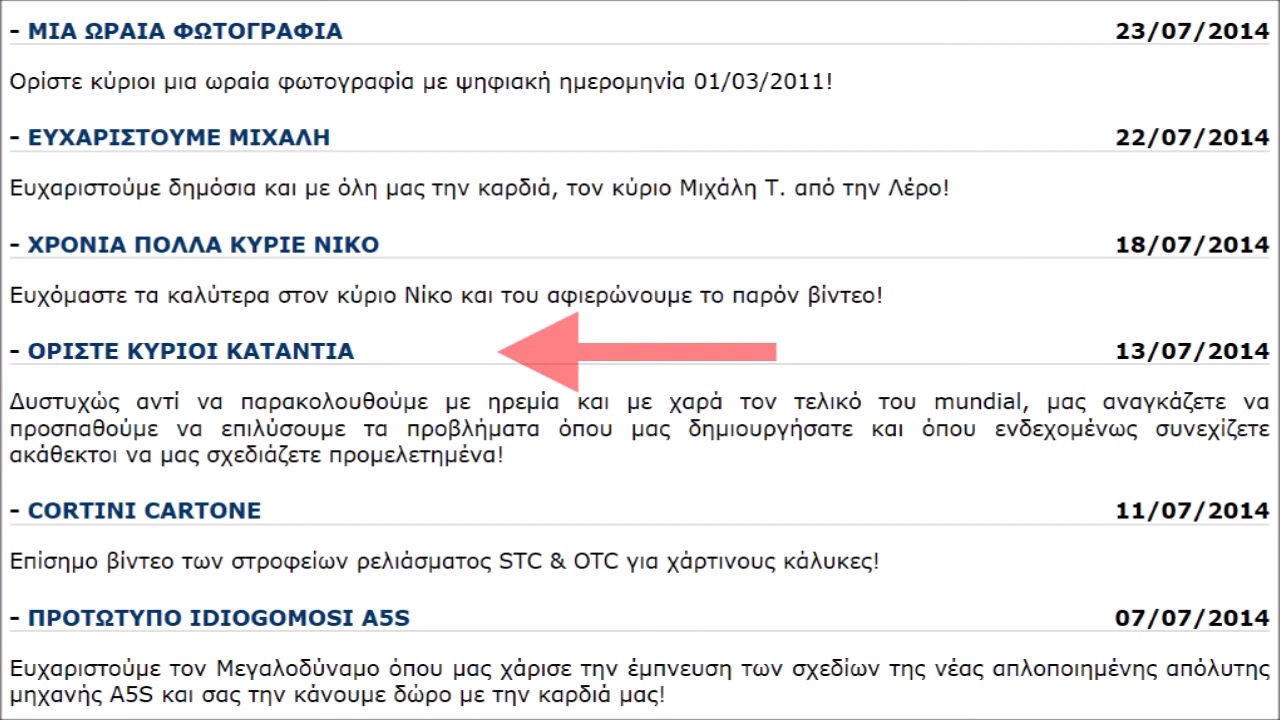 - ΜΙΑ ΩΡΑΙΑ ΦΩΤΟΓΡΑΦΙΑ 23/07/2014
Ορίστε κύριοι μια ωραία φωτογραφία με ψηφιακή ημερομηνία 01/03/2011!
- ΕΥΧΑΡΙΣΤΟΥΜΕ ΜΙΧΑΛΗ 22/07/2014
Ευχαριστούμε δημόσια και με όλη μας την καρδιά, τον κύριο Μιχάλη Τ. από την Λέρο!
- ΧΡΟΝΙΑ ΠΟΛΛΑ ΚΥΡΙΕ ΝΙΚΟ 18/07/2014
Ευχόμαστε τα καλύτερα στον κύριο Νίκο και του αφιερώνουμε το παρόν βίντεο!
- ΟΡΙΣΤΕ ΚΥΡΙΟΙ ΚΑΤΑΝΤΙΑ 13/07/2014
Δυστυχώς αντί να παρακολουθούμε με ηρεμία και με χαρά τον τελικό του mundial, μας αναγκάζετε να
προσπαθούμε να επιλύσουμε τα προβλήματα όπου μας δημιουργήσατε και όπου ενδεχομένως συνεχίζετε
ακάθεκτοι να μας σχεδιάζετε προμελετημένα!
- CORTINI CARTONE 11/07/2014
Επίσημο βίντεο των στροφείων ρελιάσματος STC & OTC για χάρτινους κάλυκες!
- ΠΡΟΤΩΤΥΠΟ IDIOGOMOSI A5S 07/07/2014
Ευχαριστούμε τον Μεγαλοδύναμο όπου μας χάρισε την έμπνευση των σχεδίων της νέας απλοποιημένης απόλυτης
μηχανής A5S και σας την κάνουμε δώρο με την καρδιά μας!